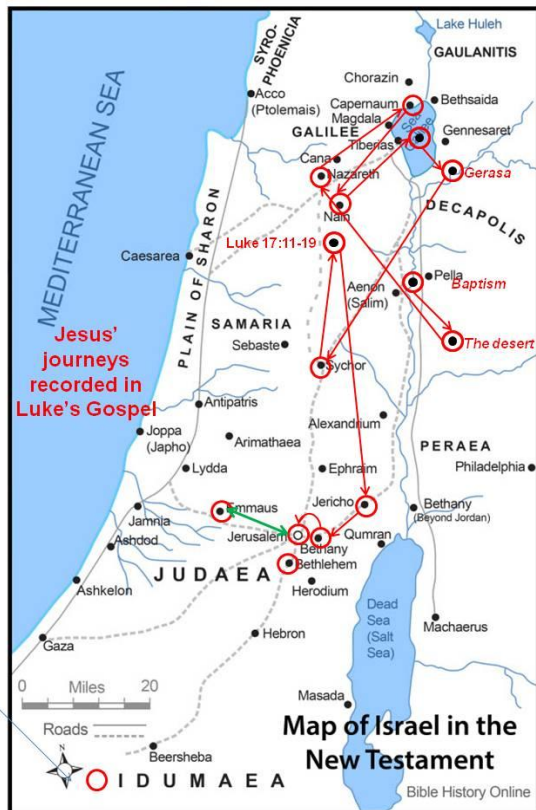 Lake Huleh
SYRO-
PHOENICIA
GAULANITIS
Chorazin
Acco
(Ptolemais)
Capernaum
Bethsaida
Magdala
GALILEE
Sea
Tiberias
Gennesaret
MEDITERRANEAN SEA
Cana
Nazareth
Gerasa
Nain
DECAPOLIS
PLAIN OF SHARON
Luke 17:11-19
Caesarea
Pella
Baptism
Aenon
(Salim)
Jesus'
journeys
recorded in
Luke's Gospel
SAMARIA
Sebaste
The desert
Sychor
Antipatris
Alexandrium
Joppa
(Japho)
Arimathaea
PERAEA
Lydda
Ephraim
Philadelphia
Jericho
Emmaus
Bethany
(Beyond Jordan)
Jamnia
Jerusalem
Qumran
Ashdod
Bethany
JUDAEA
Bethlehem
Ashkelon
Herodium
Dead
Sea
(Salt
Sea)
Machaerus
Hebron
Gaza
0 Miles 20
Masada
Roads
Map of Israel in the
New Testament
Beersheba
N
IDUMAEA
Bible History Online